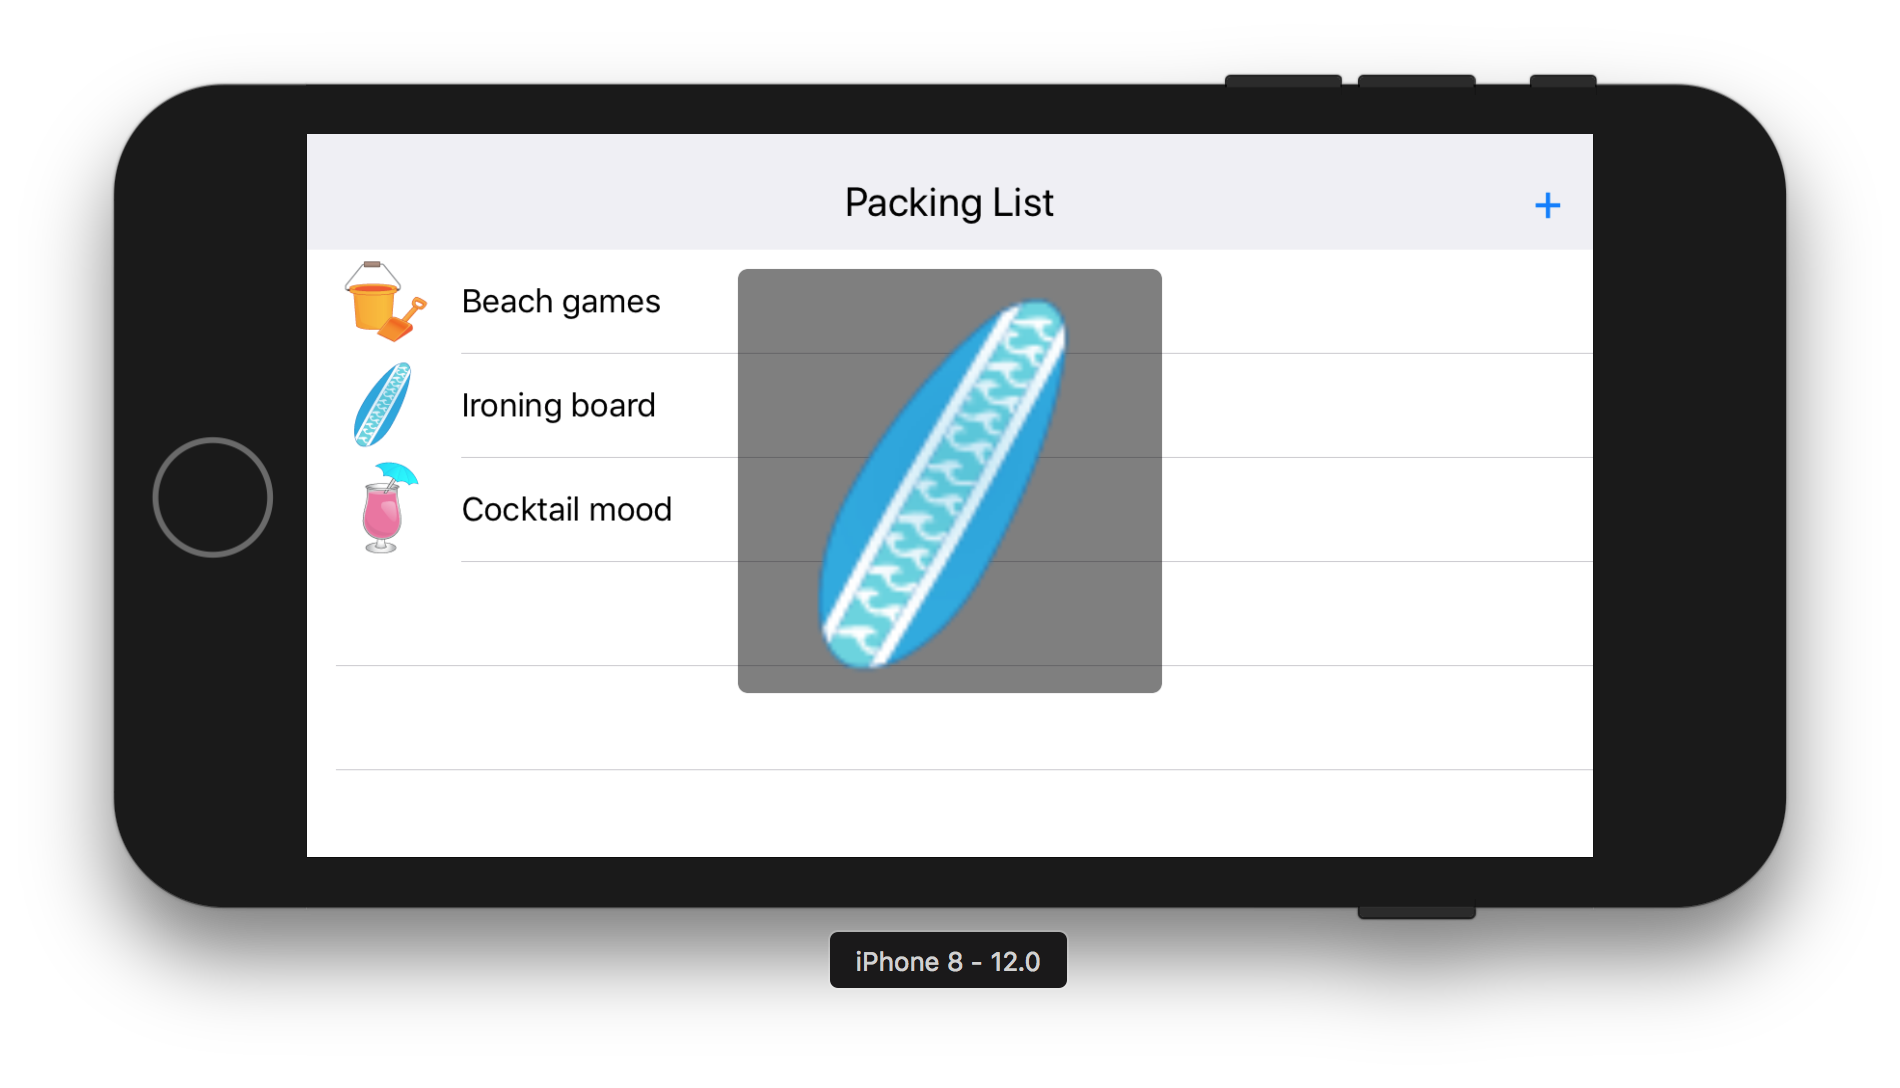 Packing List
+
Beach games
Ironing board
Cocktail mood
iPhone 8 - 12.0